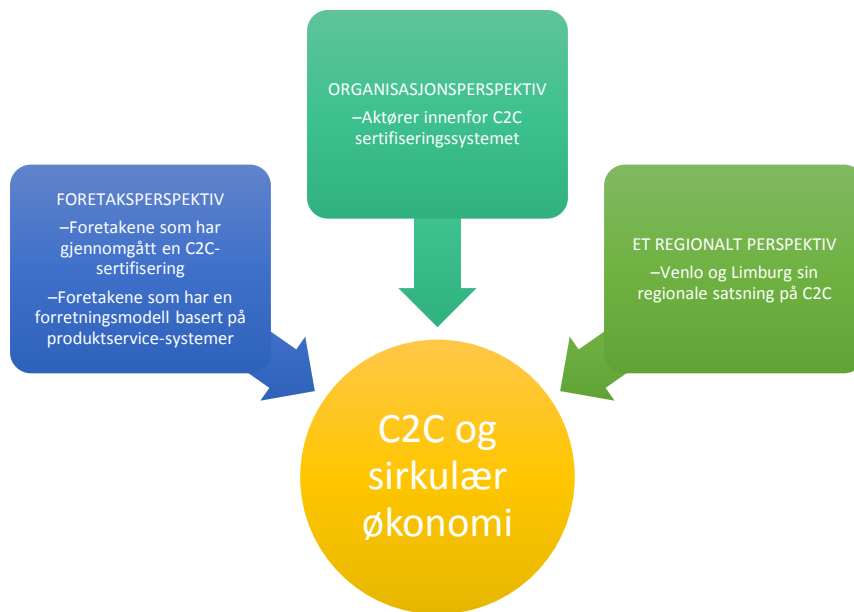 ORGANISASJONSPERSPEKTIV
–Aktører innenfor C2C
sertifiseringssystemet
FORETAKSPERSPEKTIV
–Foretakene som har
gjennomgått en C2C-
sertifisering
–Foretakene som har en
forretningsmodell basert på
produktservice-systemer
ET REGIONALT PERSPEKTIV
–Venlo og Limburg sin
regionale satsning på C2C
C2C og
sirkulær
økonomi